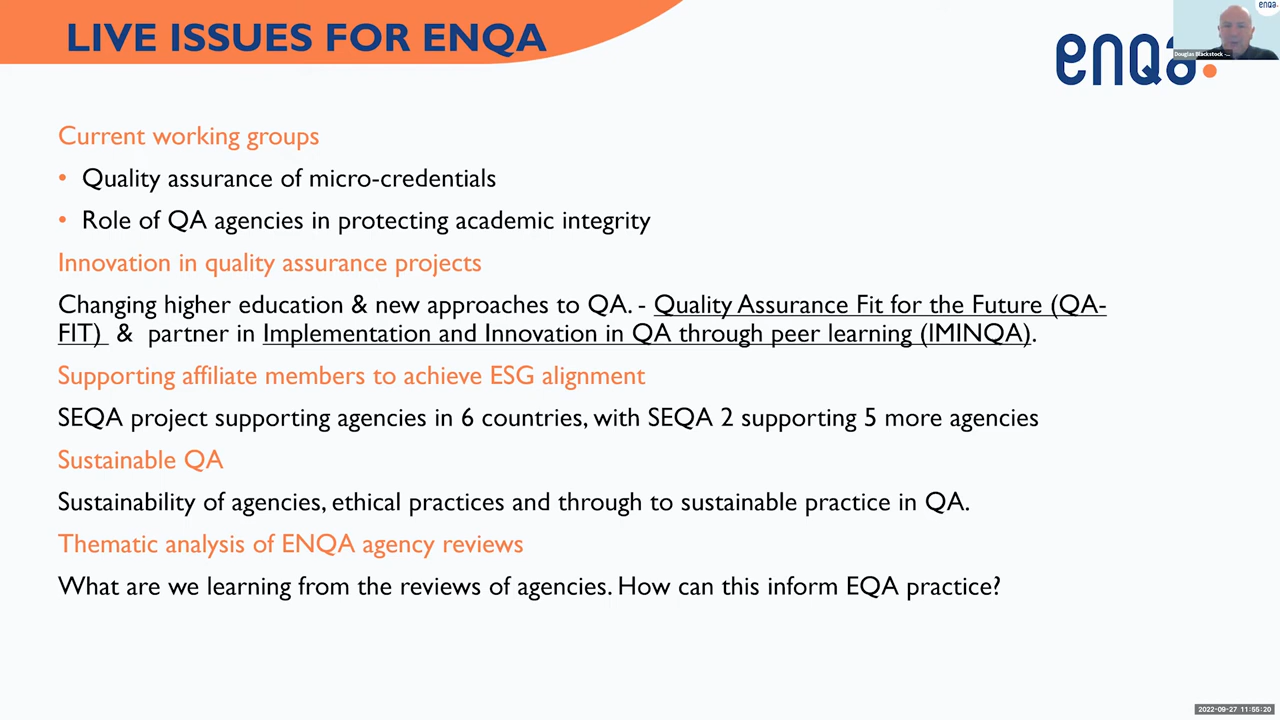 LIVE ISSUES FOR ENQA
enqa.
enqa.
Douglas Blackstock -...
Current working groups
• Quality assurance of micro-credentials
• Role of QA agencies in protecting academic integrity
Innovation in quality assurance projects
Changing higher education & new approaches to QA. - Quality Assurance Fit for the Future (QA-
FIT) & partner in Implementation and Innovation in QA through peer learning (IMINQA).
Supporting affiliate members to achieve ESG alignment
SEQA project supporting agencies in 6 countries, with SEQA 2 supporting 5 more agencies
Sustainable QA
Sustainability of agencies, ethical practices and through to sustainable practice in QA.
Thematic analysis of ENQA agency reviews
What are we learning from the reviews of agencies. How can this inform EQA practice?
2022-09-27 11:55:20